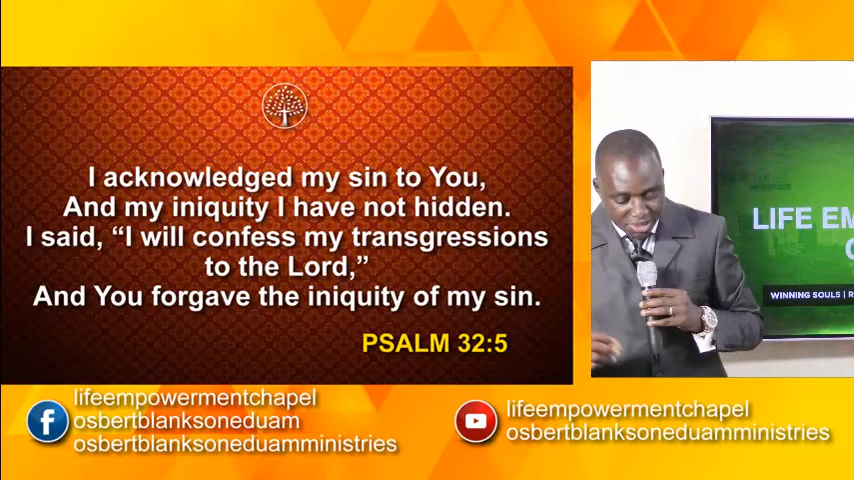 I acknowledged my sin to You,
And my iniquity I have not hidden.
I said, “I will confess my transgressions
to the Lord,”
And You forgave the iniquity of my sin.
PSALM 32:5
LIFE
WINNING SOULS |
lifeempowermentchapel
osbertblanksoneduam
osbertblanksoneduamministries
lifeempowermentchapel
osbertblanksoneduamministries